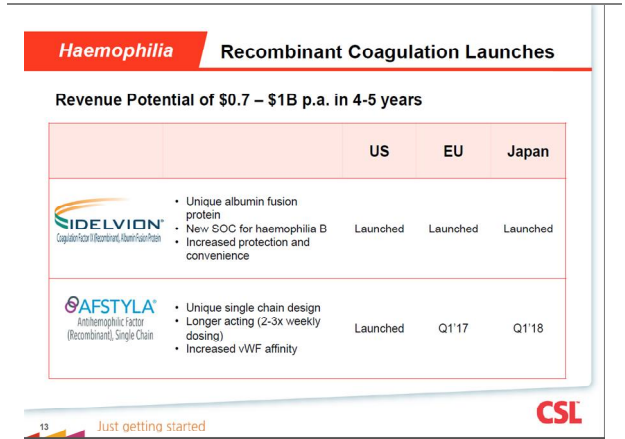 Haemophilia
Recombinant Coagulation Launches
Revenue Potential of $0.7 – $1B p.a. in 4-5 years
US EU Japan
IDELVION®
Coagulation Factor IX (Recombinant), Albumin Fusion Protein
• Unique albumin fusion
protein
• New SOC for haemophilia B
• Increased protection and
convenience
Launched Launched Launched
AFSTYLA®
Antihemophilic Factor
(Recombinant), Single Chain
• Unique single chain design
• Longer acting (2-3x weekly
dosing)
• Increased vWF affinity
Launched Q1'17 Q1'18
13 Just getting started
CSL